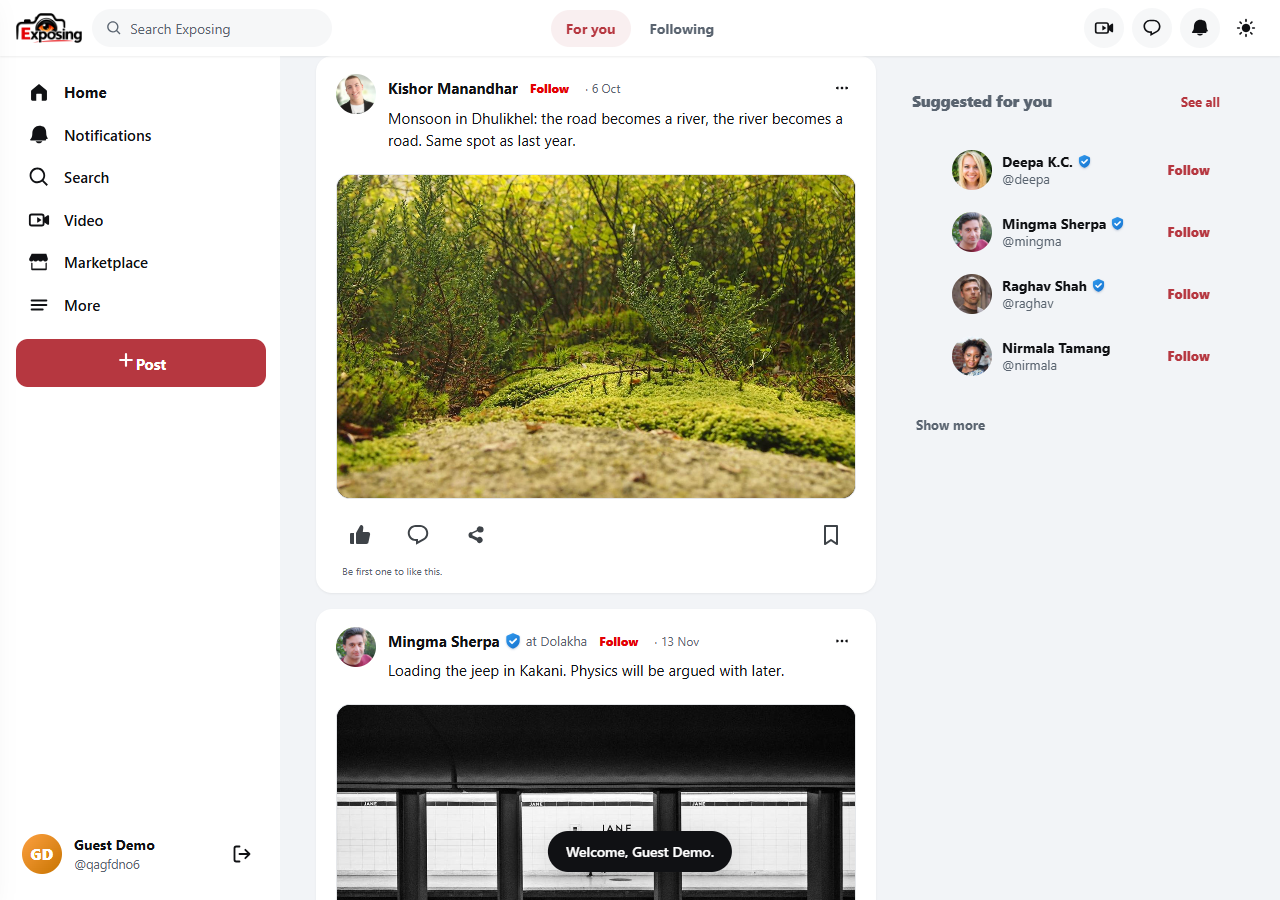 Exposing
Search Exposing
For you
Following
Home
Notifications
Search
Video
Marketplace
More
Post
GD
Guest Demo
@qagfdno6
Kishor Manandhar Follow · 6 Oct
Monsoon in Dhulikhel: the road becomes a river, the river becomes a
road. Same spot as last year.
Be first one to like this.
Mingma Sherpa at Dolakha Follow · 13 Nov
Loading the jeep in Kakani. Physics will be argued with later.
JANE
JANE
JANE
JANE
Welcome, Guest Demo.
Suggested for you
See all
Deepa K.C.
@deepa
Follow
Mingma Sherpa
@mingma
Follow
Raghav Shah
@raghav
Follow
Nirmala Tamang
@nirmala
Follow
Show more